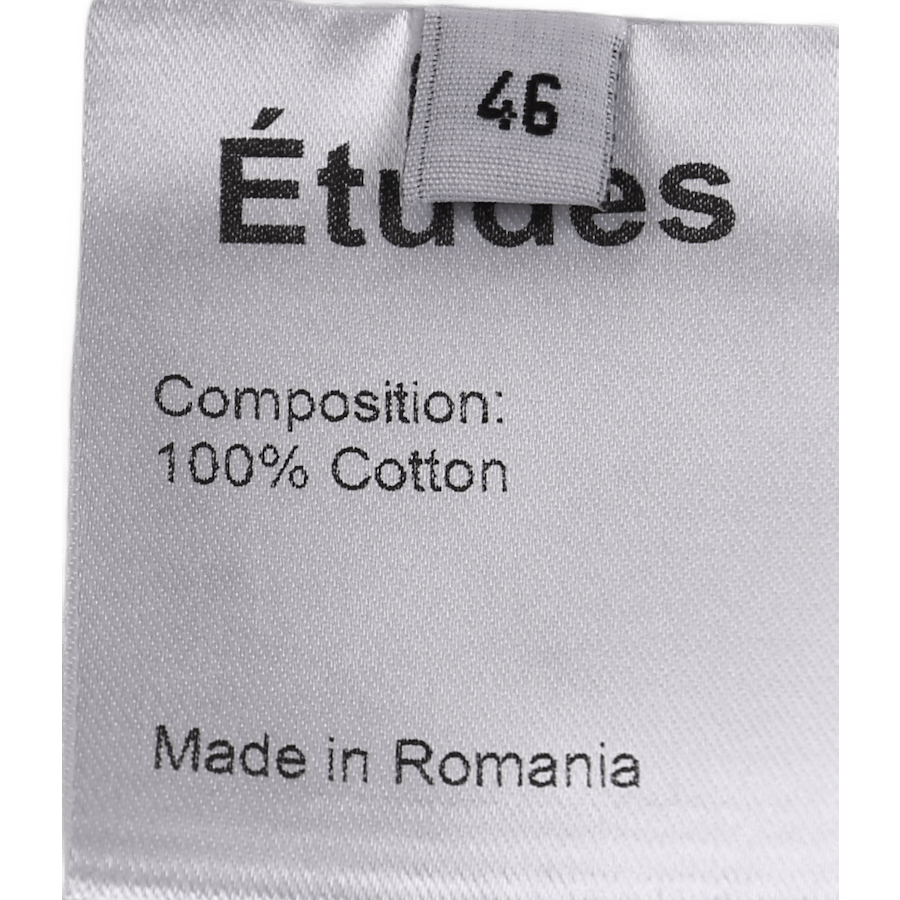 46
Études
Composition:
100% Cotton
Made in Romania